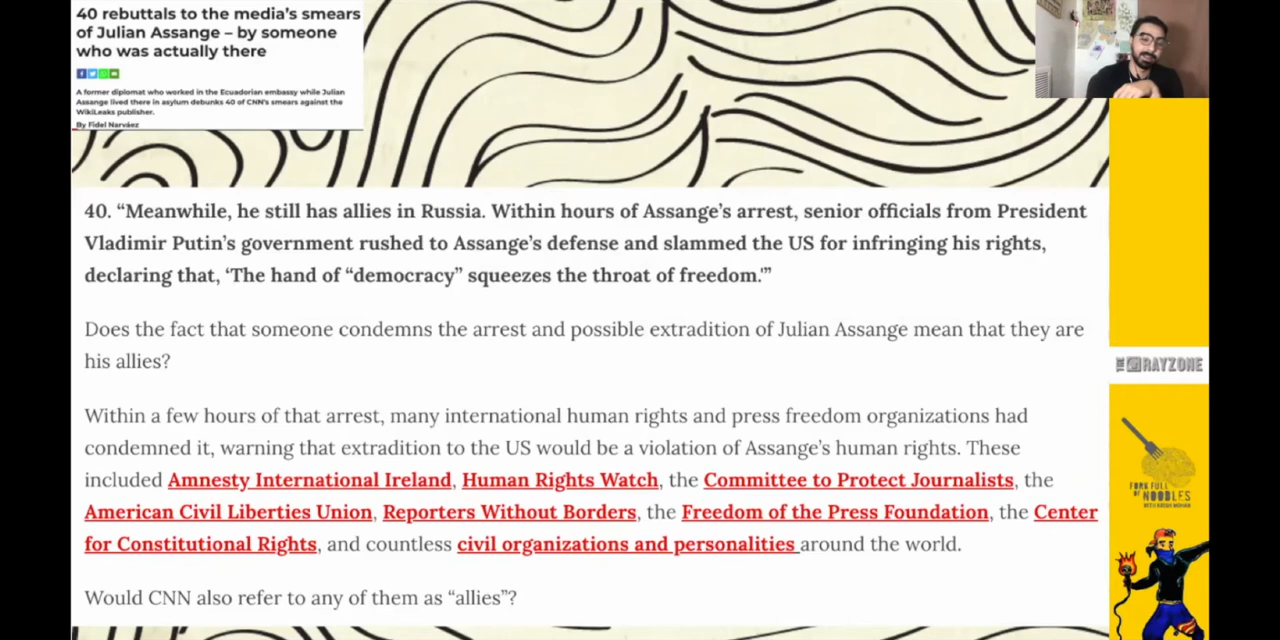 40 rebuttals to the media’s smears
of Julian Assange – by someone
who was actually there
A former diplomat who worked in the Ecuadorian embassy while Julian
Assange lived there in asylum debunks 40 of CNN’s smears against the
WikiLeaks publisher.
By Fidel Narváez
40. “Meanwhile, he still has allies in Russia. Within hours of Assange’s arrest, senior officials from President
Vladimir Putin’s government rushed to Assange’s defense and slammed the US for infringing his rights,
declaring that, ‘The hand of “democracy” squeezes the throat of freedom.'”
Does the fact that someone condemns the arrest and possible extradition of Julian Assange mean that they are
his allies?
Within a few hours of that arrest, many international human rights and press freedom organizations had
condemned it, warning that extradition to the US would be a violation of Assange’s human rights. These
included Amnesty International Ireland, Human Rights Watch, the Committee to Protect Journalists, the
American Civil Liberties Union, Reporters Without Borders, the Freedom of the Press Foundation, the Center
for Constitutional Rights, and countless civil organizations and personalities around the world.
Would CNN also refer to any of them as “allies”?
THE GRAYZONE
FORK FULL
OF NOODLES